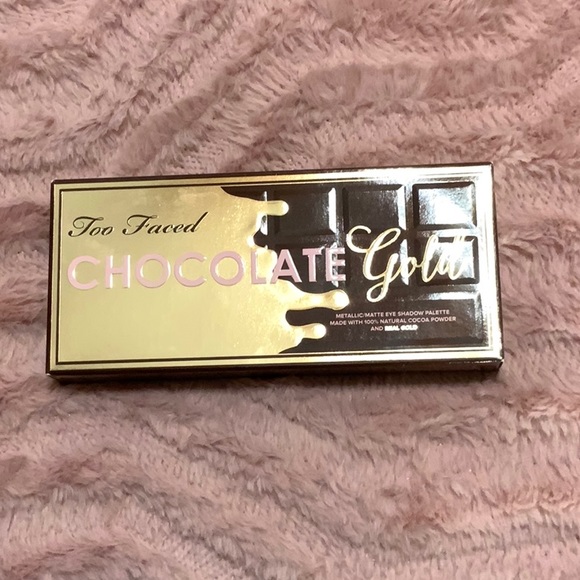 Too Faced
CHOCOLATE Gold
METALLIC/MATTE EYE SHADOW PALETTE
MADE WITH 100% NATURAL COCOA POWDER
AND REAL GOLD